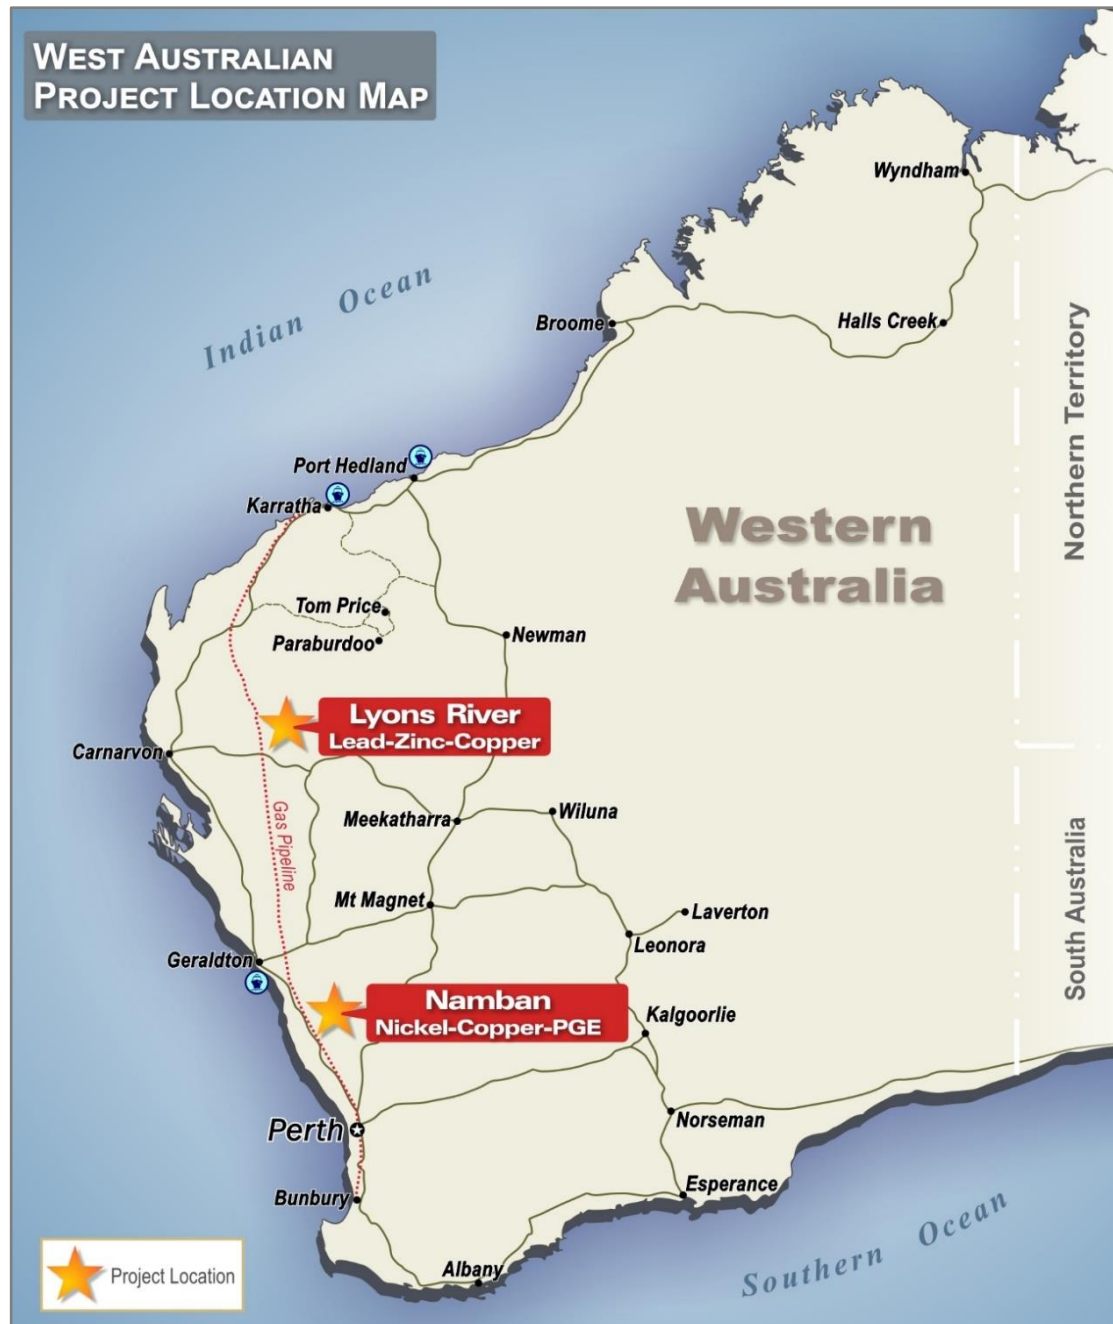 WEST AUSTRALIAN
PROJECT LOCATION MAP
Wyndham
Indian Ocean
Broome
Halls Creek
Northern Territory
Port Hedland
Karratha
Western
Australia
Tom Price
Paraburdoo
Newman
Lyons River
Lead-Zinc-Copper
Carnarvon
Gas Pipeline
Meekatharra
Wiluna
South Australia
Mt Magnet
Laverton
Leonora
Geraldton
Namban
Nickel-Copper-PGE
Kalgoorlie
Perth
Norseman
Bunbury
Esperance
Southern Ocean
Albany
Project Location